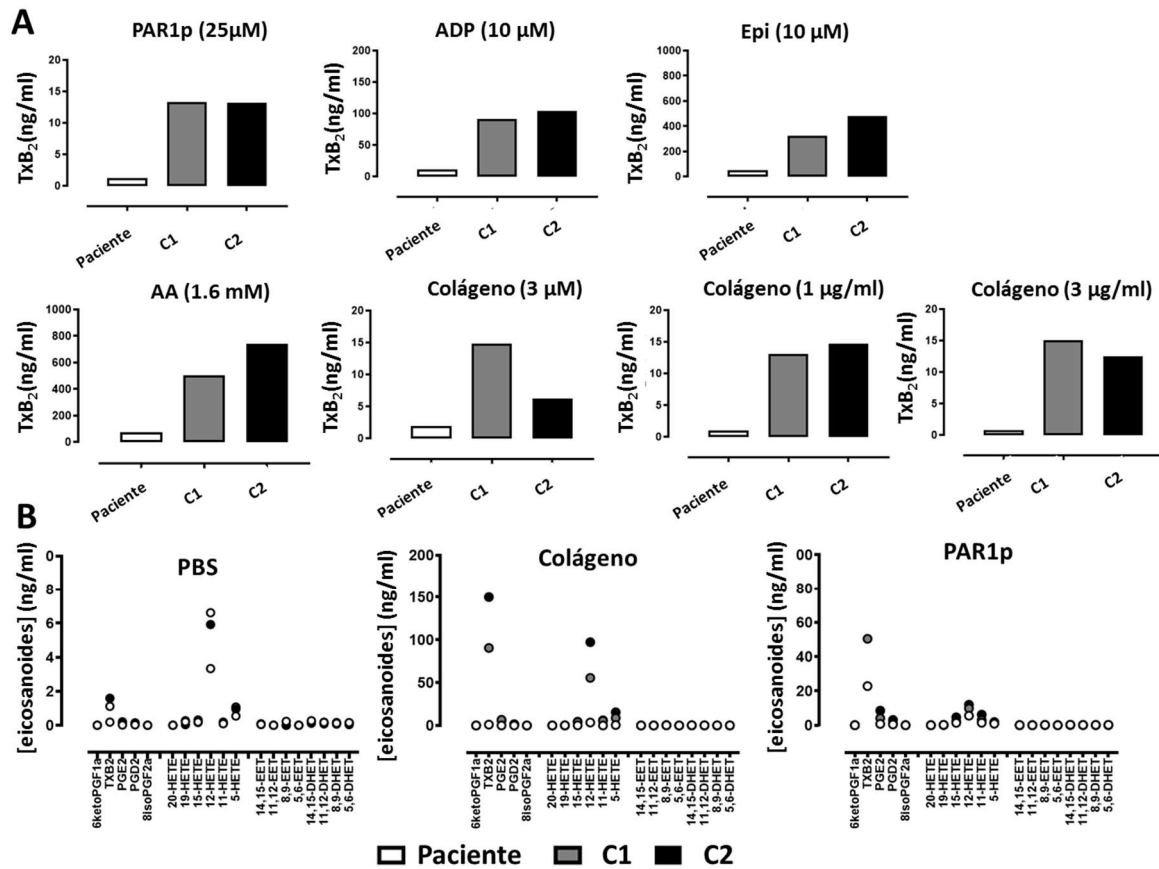 A
PAR1p (25µM)
ADP (10 µM)
Epi (10 µM)
TxB₂(ng/ml)
20
15
10
5
0
Paciente
C1
C2
TxB₂(ng/ml)
200
150
100
50
0
Paciente
C1
C2
TxB₂(ng/ml)
1000
800
600
400
200
0
Paciente
C1
C2
AA (1.6 mM)
Colágeno (3 µM)
Colágeno (1 µg/ml)
Colágeno (3 µg/ml)
TxB₂(ng/ml)
1000
800
600
400
200
0
Paciente
C1
C2
TxB₂(ng/ml)
20
15
10
5
0
Paciente
C1
C2
TxB₂(ng/ml)
20
15
10
5
0
Paciente
C1
C2
TxB₂(ng/ml)
20
15
10
5
0
Paciente
C1
C2
B
PBS
Colágeno
PAR1p
[eicosanoides] (ng/ml)
0
8
6
4
2
0
6ketoPGF1a
TXB2
PGE2
PGD2
8isoPGF2a
20-HETE
19-HETE
15-HETE
12-HETE
11-HETE
5-HETE
14,15-EET
11,12-EET
8,9-EET
5,6-EET
14,15-DHET
11,12-DHET
8,9-DHET
5,6-DHET
[eicosanoides] (ng/ml)
200
150
100
50
0
6ketoPGF1a
TXB2
PGE2
PGD2
8isoPGF2a
20-HETE
19-HETE
15-HETE
12-HETE
11-HETE
5-HETE
14,15-EET
11,12-EET
8,9-EET
5,6-EET
14,15-DHET
11,12-DHET
8,9-DHET
5,6-DHET
[eicosanoides] (ng/ml)
00
80
60
40
20
0
6ketoPGF1a
TXB2
PGE2
PGD2
8isoPGF2a
20-HETE
19-HETE
15-HETE
12-HETE
11-HETE
5-HETE
14,15-EET
11,12-EET
8,9-EET
5,6-EET
14,15-DHET
11,12-DHET
8,9-DHET
5,6-DHET
Paciente C1 C2